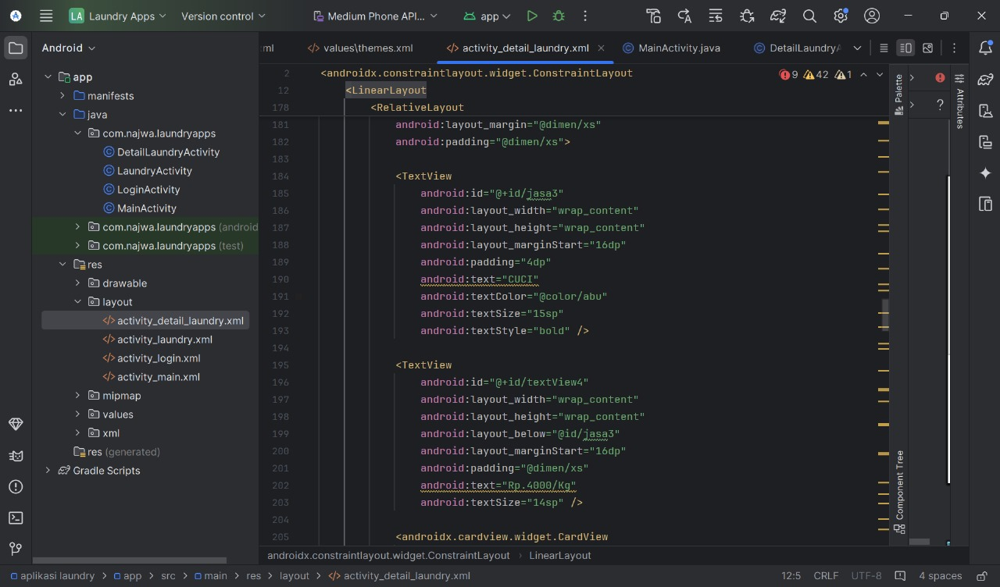 LA Laundry Apps Version control Medium Phone API... app
Android
ml values\themes.xml activity_detail_laundry.xml MainActivity.java DetailLaundryA
app
manifests
java
com.najwa.laundryapps
DetailLaundryActivity
LaundryActivity
LoginActivity
MainActivity
com.najwa.laundryapps (android
com.najwa.laundryapps (test)
res
drawable
layout
activity_detail_laundry.xml
activity_laundry.xml
activity_login.xml
activity_main.xml
mipmap
values
xml
res (generated)
Gradle Scripts
9 42 1
2 <androidx.constraintlayout.widget.ConstraintLayout
12 <LinearLayout
178 <RelativeLayout
181 android:layout_margin="@dimen/xs"
182 android:padding="@dimen/xs">
183
184 <TextView
185 android:id="@+id/jasa3"
186 android:layout_width="wrap_content"
187 android:layout_height="wrap_content"
188 android:layout_marginStart="16dp"
189 android:padding="4dp"
190 android:text="CUCI"
191 android:textColor="@color/abu"
192 android:textSize="15sp"
193 android:textStyle="bold" />
194
195 <TextView
196 android:id="@+id/textView4"
197 android:layout_width="wrap_content"
198 android:layout_height="wrap_content"
199 android:layout_below="@id/jasa3"
200 android:layout_marginStart="16dp"
201 android:padding="@dimen/xs"
202 android:text="Rp.4000/Kg"
203 android:textSize="14sp" />
204
205 <androidx.cardview.widget.CardView
Palette
?
Attributes
Component Tree
androidx.constraintlayout.widget.ConstraintLayout > LinearLayout
aplikasi laundry > app > src > main > res > layout > activity_detail_laundry.xml 12:5 CRLF UTF-8 4 spaces